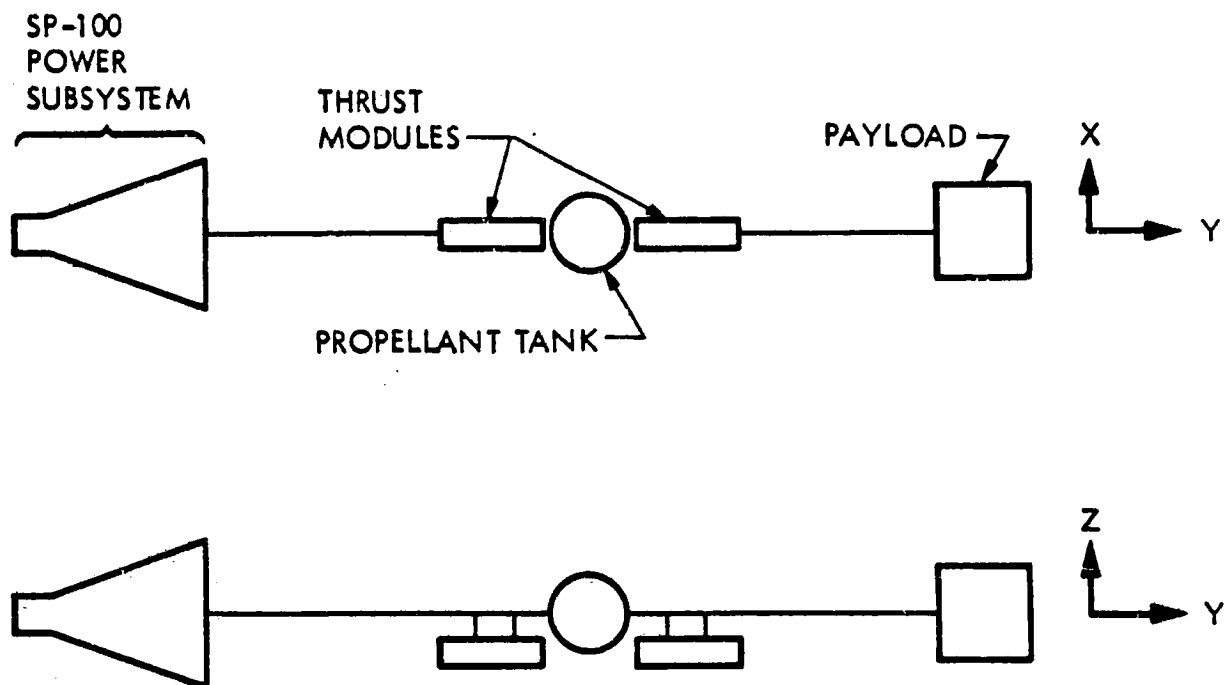 SP-100
POWER
SUBSYSTEM
THRUST
MODULES
PAYLOAD
X
Y
PROPELLANT TANK
Z
Y